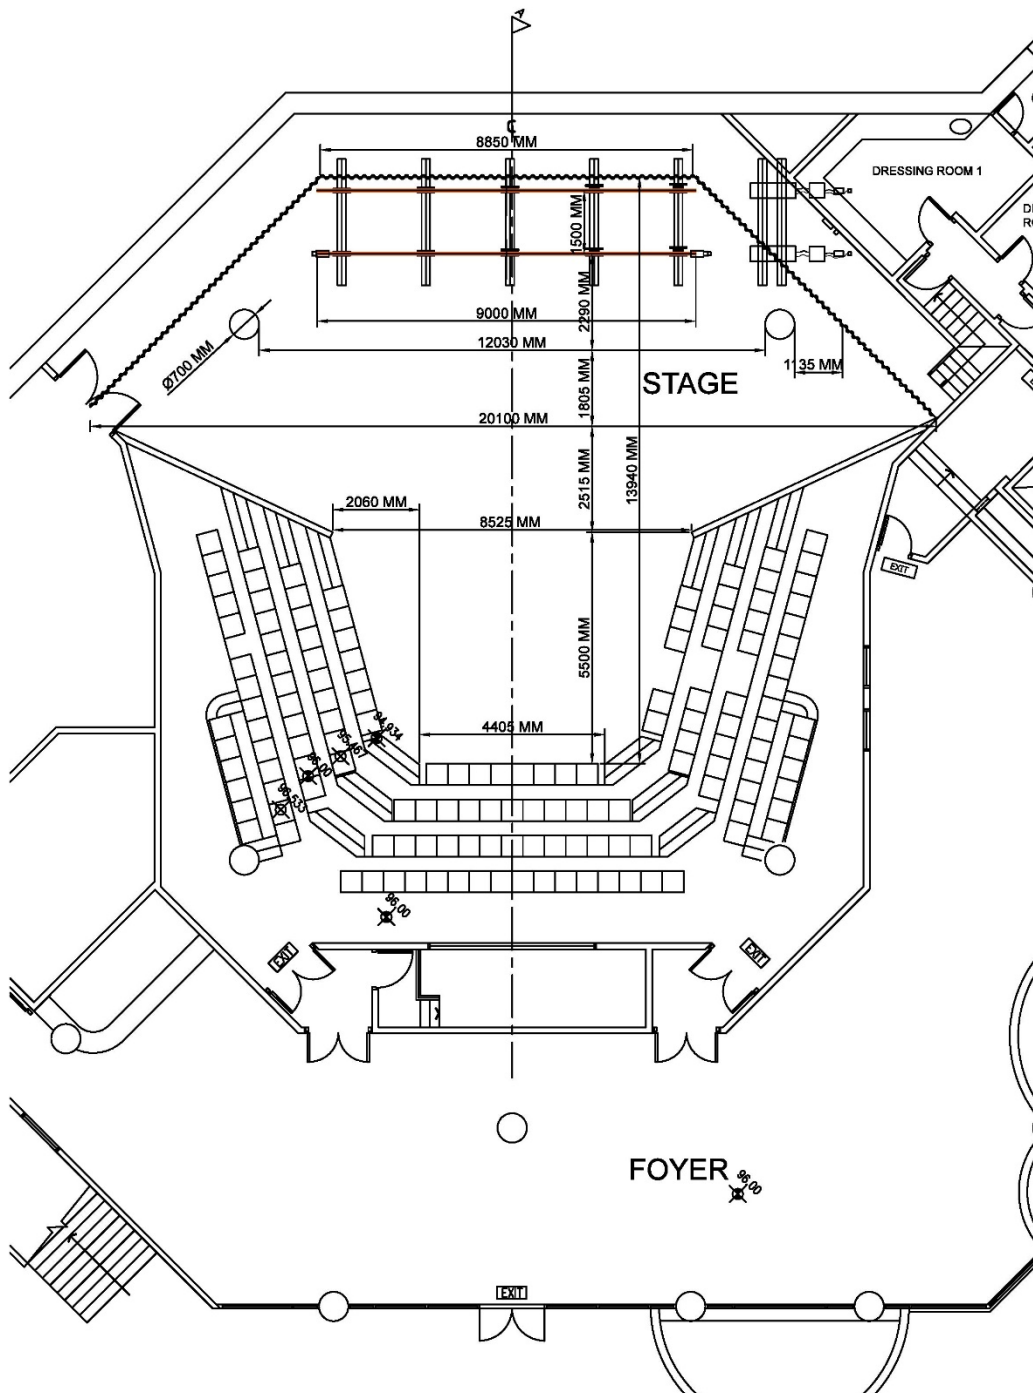 A
C
8850 MM
DRESSING ROOM 1
1500 MM
2290 MM
9000 MM
12030 MM
Ø700 MM
1135 MM
STAGE
1805 MM
20100 MM
13940 MM
2515 MM
2060 MM
8525 MM
EXIT
5500 MM
4405 MM
94.934
95.467
96.00
96.533
96.00
EXIT
EXIT
FOYER
96.00
EXIT